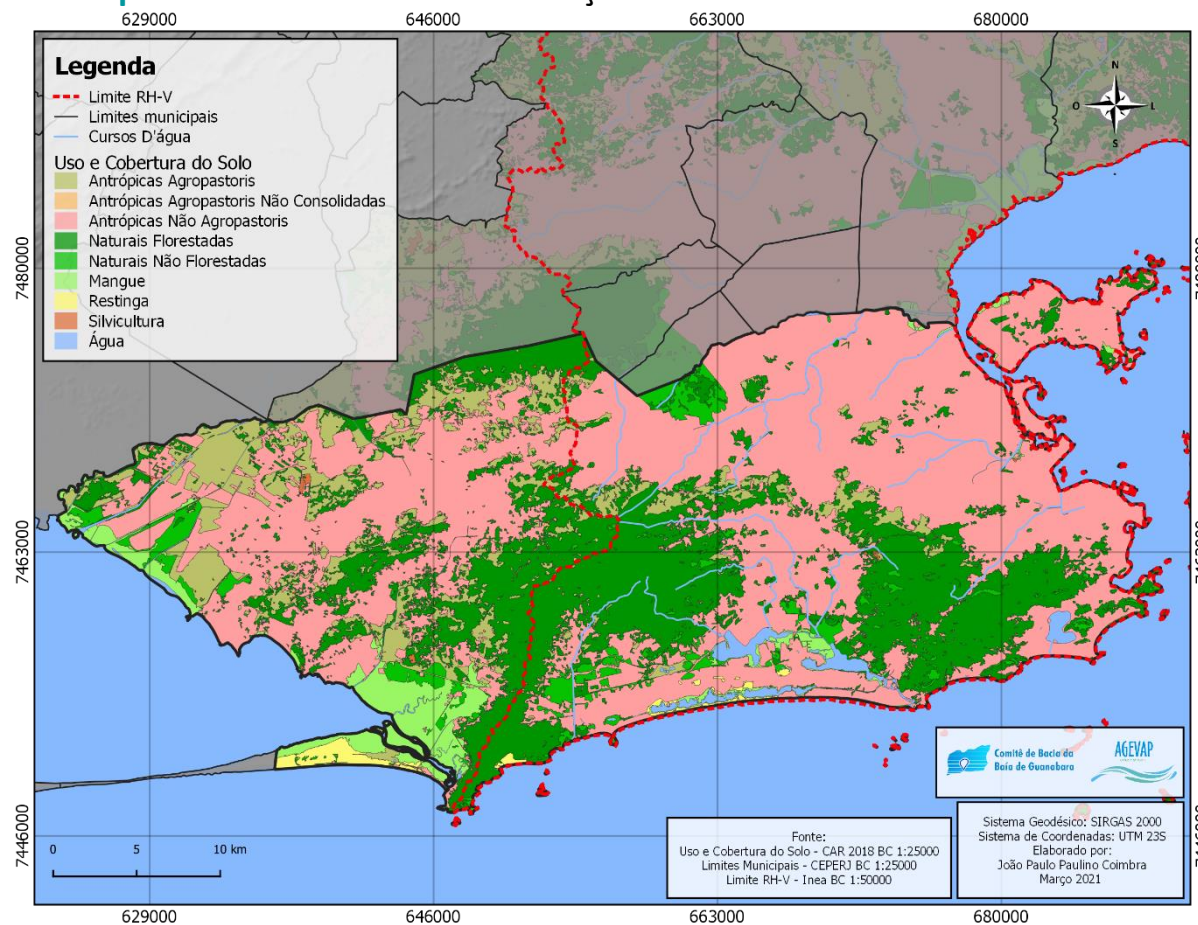 629000 646000 663000 680000
Legenda
Limite RH-V
Limites municipais
Cursos D'água
Uso e Cobertura do Solo
Antrópicas Agropastoris
Antrópicas Agropastoris Não Consolidadas
Antrópicas Não Agropastoris
Naturais Florestadas
Naturais Não Florestadas
Mangue
Restinga
Silvicultura
Água
N
O L
S
7480000
7463000
7446000
0 5 10 km
Comitê de Bacia da
Baía de Guanabara
AGEVAP
Fonte:
Uso e Cobertura do Solo - CAR 2018 BC 1:25000
Limites Municipais - CEPERJ BC 1:25000
Limite RH-V - Inea BC 1:50000
Sistema Geodésico: SIRGAS 2000
Sistema de Coordenadas: UTM 23S
Elaborado por:
João Paulo Paulino Coimbra
Março 2021
629000 646000 663000 680000